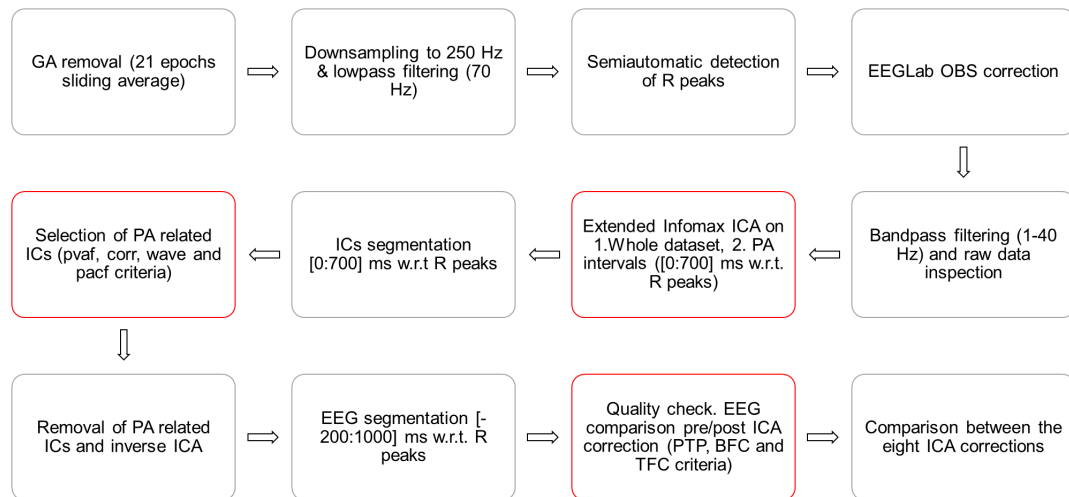 GA removal (21 epochs
sliding average)
Downsampling to 250 Hz
& lowpass filtering (70
Hz)
Semiautomatic detection
of R peaks
EEGLab OBS correction
Bandpass filtering (1-40
Hz) and raw data
inspection
Extended Infomax ICA on
1.Whole dataset, 2. PA
intervals ([0:700] ms w.r.t.
R peaks)
ICs segmentation
[0:700] ms w.r.t R peaks
Selection of PA related
ICs (pvaf, corr, wave and
pacf criteria)
Removal of PA related
ICs and inverse ICA
EEG segmentation [-
200:1000] ms w.r.t. R
peaks
Quality check. EEG
comparison pre/post ICA
correction (PTP, BFC and
TFC criteria)
Comparison between the
eight ICA corrections